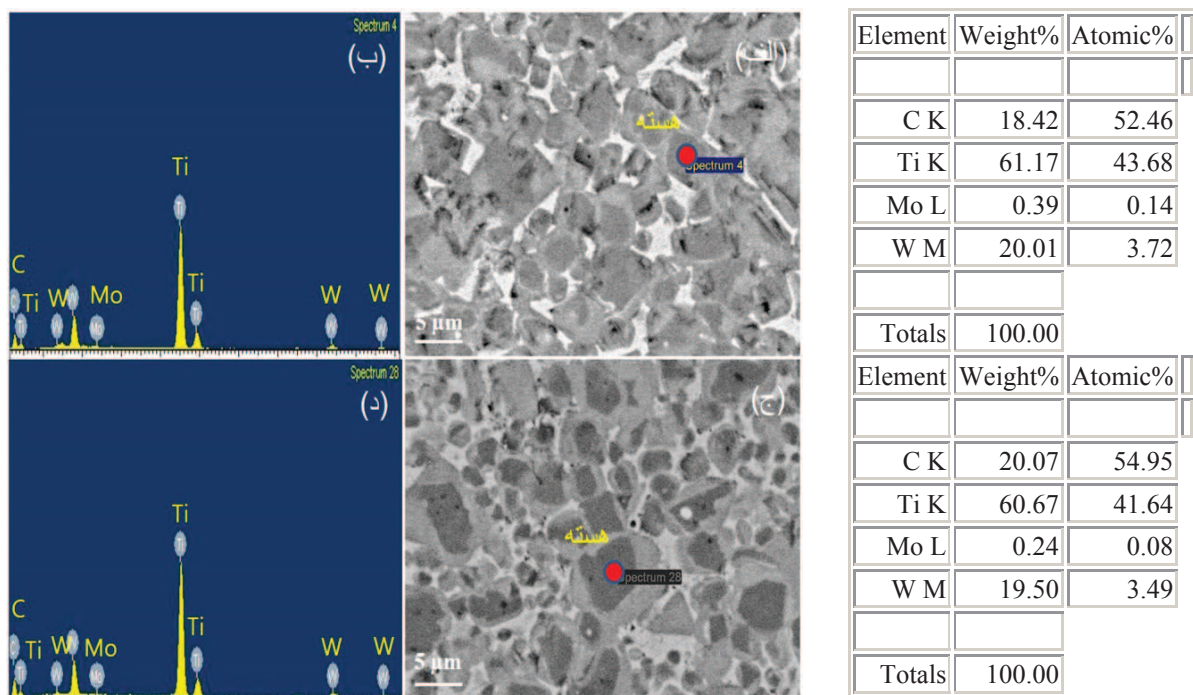 Spectrum 4
(ب)
Ti
Ti
C
Ti
W
Mo
Ti
W
W
(الف)
هسته
Spectrum 4
5 µm
Spectrum 28
(د)
Ti
Ti
C
Ti
W
Mo
Ti
W
W
(ج)
هسته
Spectrum 28
5 µm
Element Weight% Atomic%
C K 18.42 52.46
Ti K 61.17 43.68
Mo L 0.39 0.14
W M 20.01 3.72
Totals 100.00
Element Weight% Atomic%
C K 20.07 54.95
Ti K 60.67 41.64
Mo L 0.24 0.08
W M 19.50 3.49
Totals 100.00